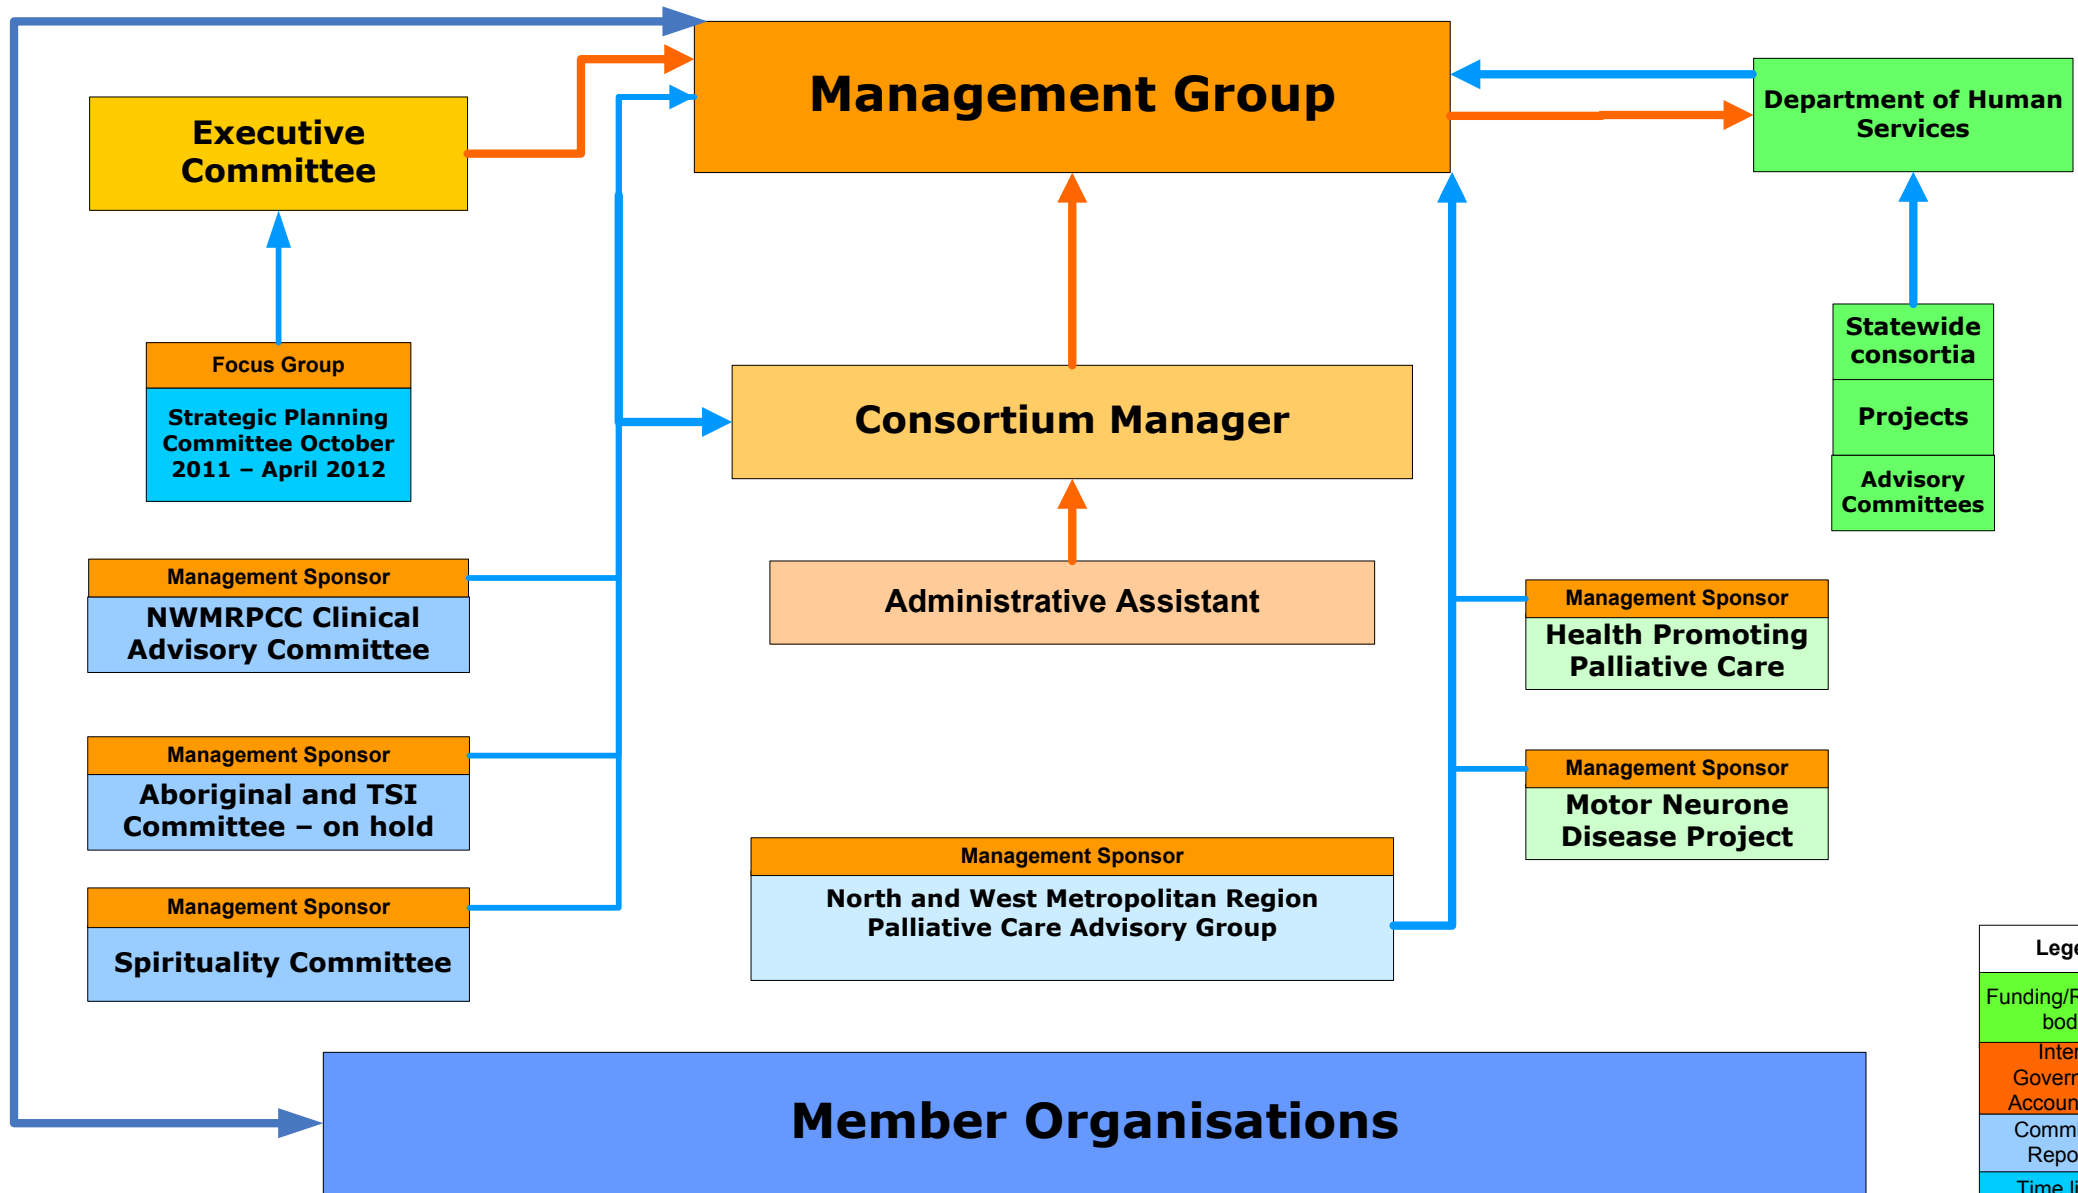 Management Group
Department of Human
Services
Executive
Committee
Statewide
consortia
Projects
Advisory
Committees
Focus Group
Strategic Planning
Committee October
2011 – April 2012
Consortium Manager
Administrative Assistant
Management Sponsor
NWMRPCC Clinical
Advisory Committee
Management Sponsor
Health Promoting
Palliative Care
Management Sponsor
Aboriginal and TSI
Committee – on hold
Management Sponsor
Motor Neurone
Disease Project
Management Sponsor
North and West Metropolitan Region
Palliative Care Advisory Group
Management Sponsor
Spirituality Committee
Member Organisations
Funding/
Time